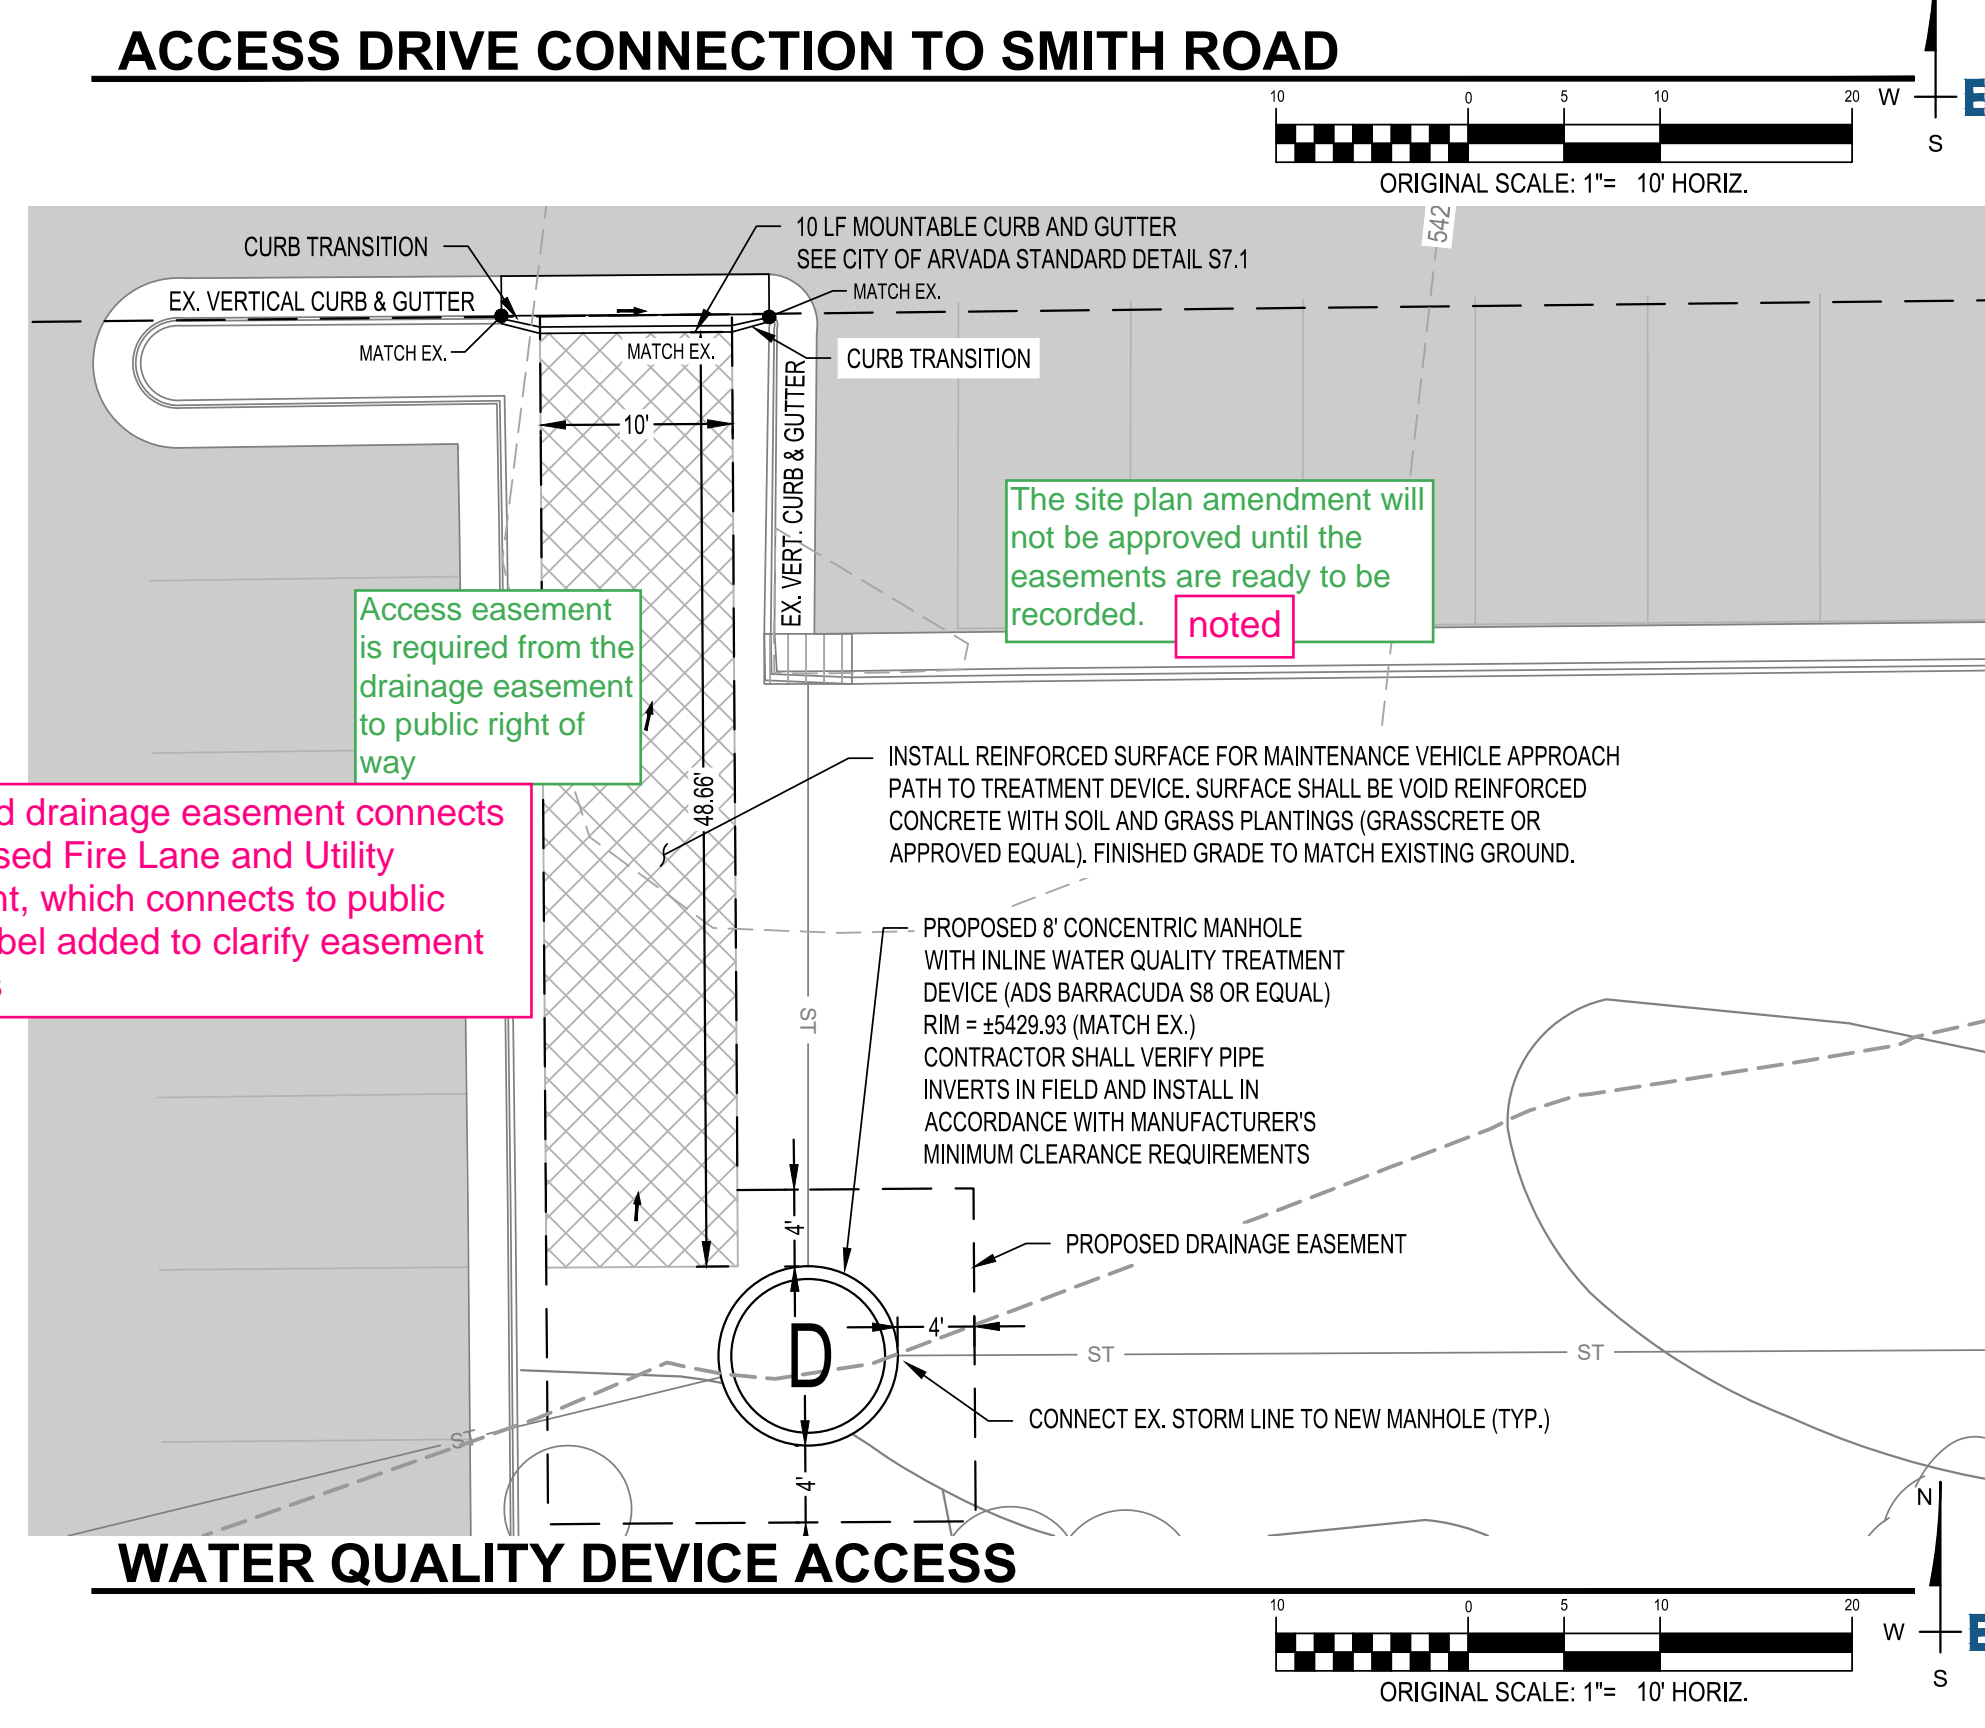 ACCESS DRIVE CONNECTION TO SMITH ROAD
10 0 5 10 20
W
S
ORIGINAL SCALE: 1"= 10' HORIZ.
CURB TRANSITION
10 LF MOUNTABLE CURB AND GUTTER
SEE CITY OF ARVADA STANDARD DETAIL S7.1
542
MATCH EX.
EX. VERTICAL CURB & GUTTER
MATCH EX.
MATCH EX.
CURB TRANSITION
10'
EX. VERT. CURB & GUTTER
The site plan amendment will
not be approved until the
easements are ready to be
recorded.
noted
Access easement
is required from the
drainage easement
to public right of
way
48.66'
INSTALL REINFORCED SURFACE FOR MAINTENANCE VEHICLE APPROACH
PATH TO TREATMENT DEVICE. SURFACE SHALL BE VOID REINFORCED
CONCRETE WITH SOIL AND GRASS PLANTINGS (GRASSCRETE OR
APPROVED EQUAL). FINISHED GRADE TO MATCH EXISTING GROUND.
drainage easement connects
Fire Lane and Utility
which connects to public
added to clarify easement
PROPOSED 8' CONCENTRIC MANHOLE
WITH INLINE WATER QUALITY TREATMENT
DEVICE (ADS BARRACUDA S8 OR EQUAL)
RIM = ±5429.93 (MATCH EX.)
CONTRACTOR SHALL VERIFY PIPE
INVERTS IN FIELD AND INSTALL IN
ACCORDANCE WITH MANUFACTURER'S
MINIMUM CLEARANCE REQUIREMENTS
ST
4'
PROPOSED DRAINAGE EASEMENT
4'
D
ST
ST
CONNECT EX. STORM LINE TO NEW MANHOLE (TYP.)
ST
4'
N
WATER QUALITY DEVICE ACCESS
10 0 5 10 20
W
S
ORIGINAL SCALE: 1"= 10' HORIZ.